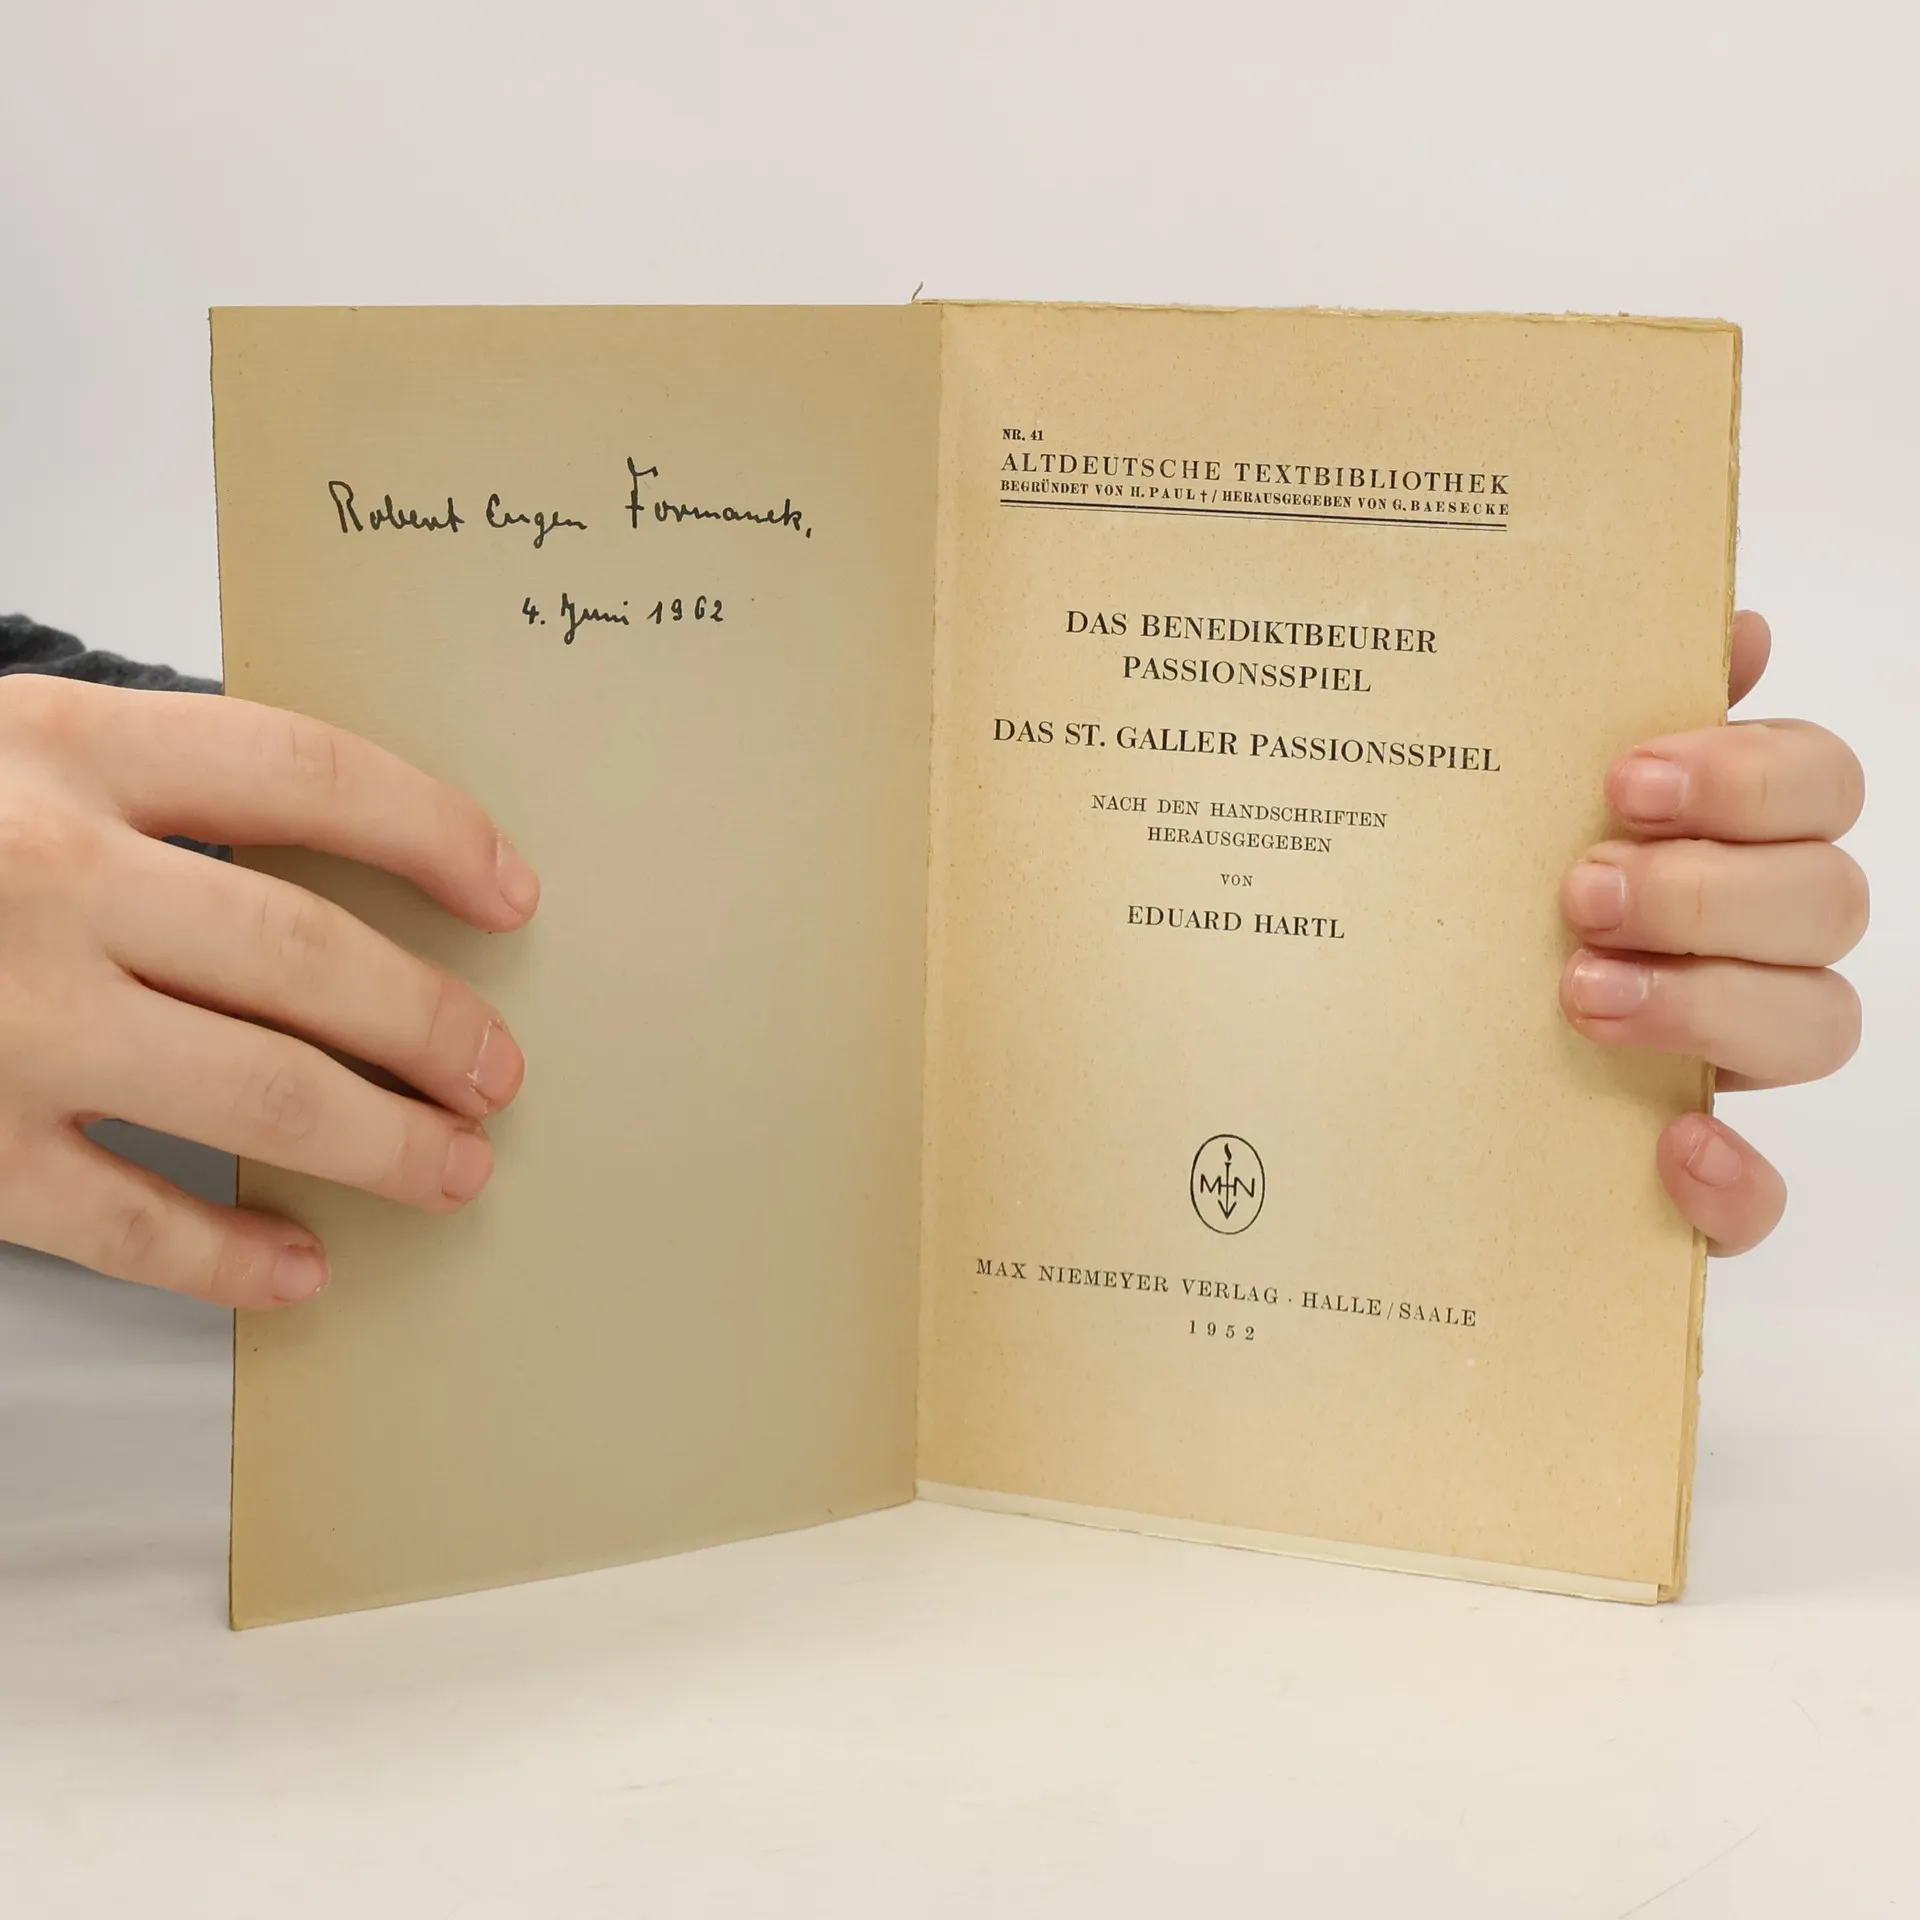 Robert Eugen Formanek,
4. Juni 1962
NR. 41
ALTDEUTSCHE TEXTBIBLIOTHEK
BEGRÜNDET VON H. PAUL † / HERAUSGEGEBEN VON G. BAESECKE
DAS BENEDIKTBEURER
PASSIONSSPIEL
DAS ST. GALLER PASSIONSSPIEL
NACH DEN HANDSCHRIFTEN
HERAUSGEGEBEN
VON
EDUARD HARTL
MN
MAX NIEMEYER VERLAG · HALLE / SAALE
1952